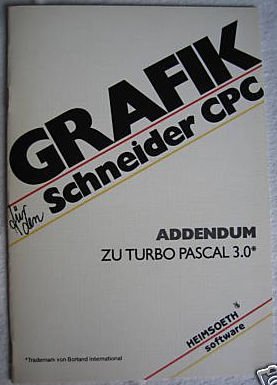 GRAFIK
für den
Schneider CPC
ADDENDUM
ZU TURBO PASCAL 3.0*
HEIMSOETH
software
*Trademark von Borland International